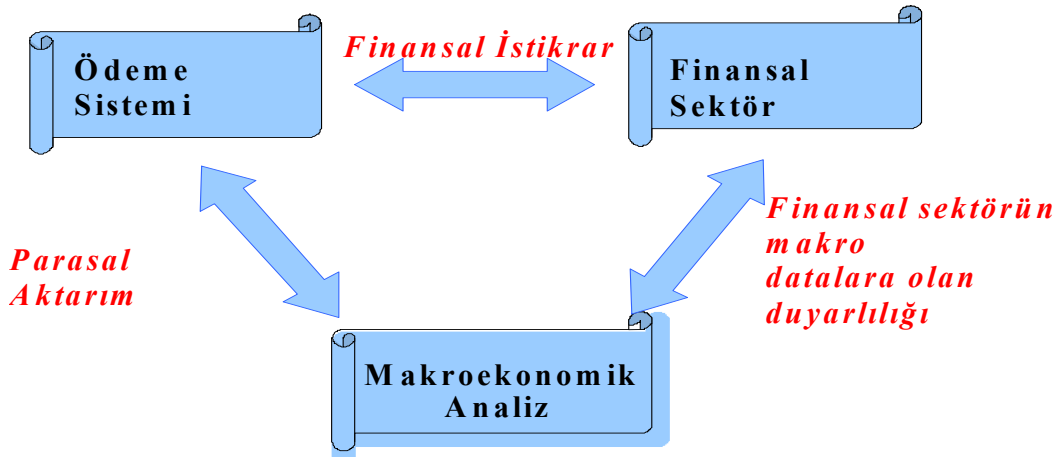 Finansal İstikrar
Ödeme
Sistemi
Finansal
Sektör
Parasal
Aktarım
Finansal sektörün
makro
datalara olan
duyarlılığı
Makroekonomik
Analiz